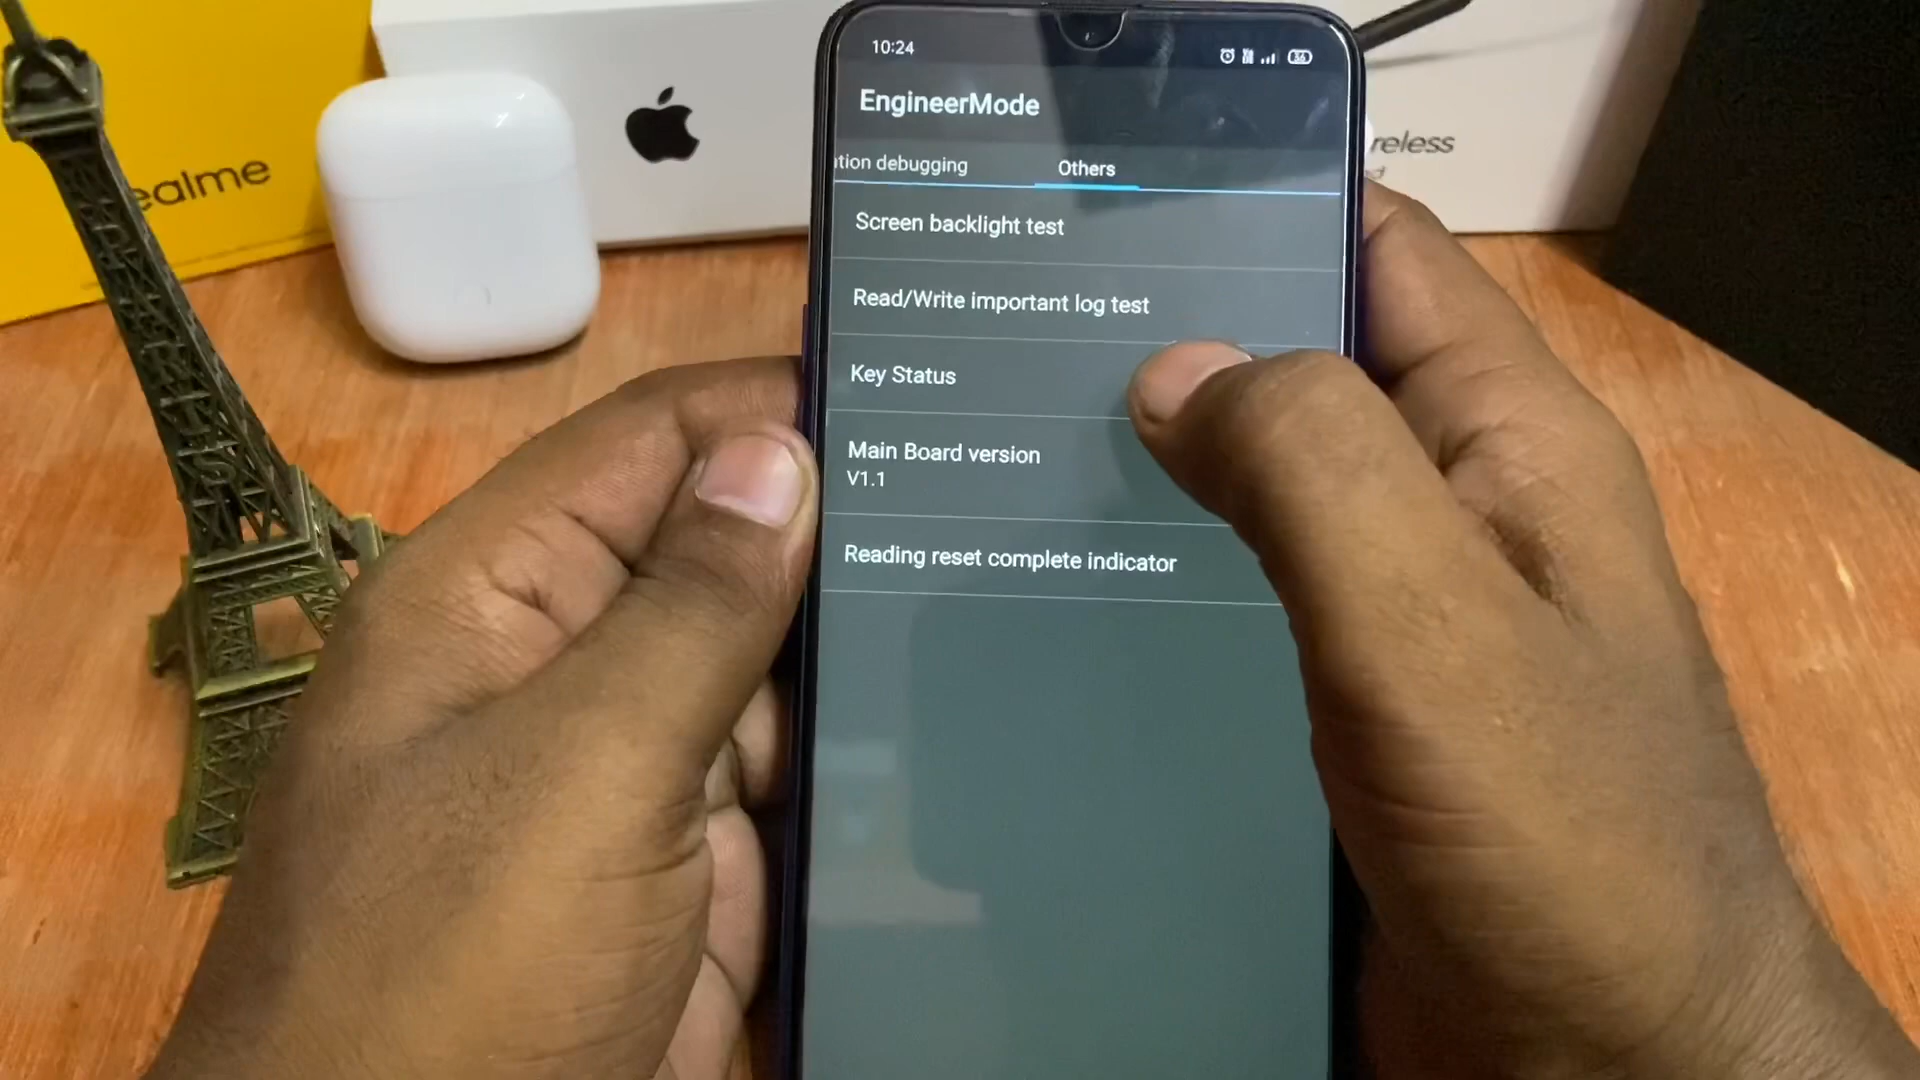 10:24
56
EngineerMode
tion debugging
Others
Screen backlight test
Read/Write important log test
Key Status
Main Board version
V1.1
Reading reset complete indicator
ealme
reless